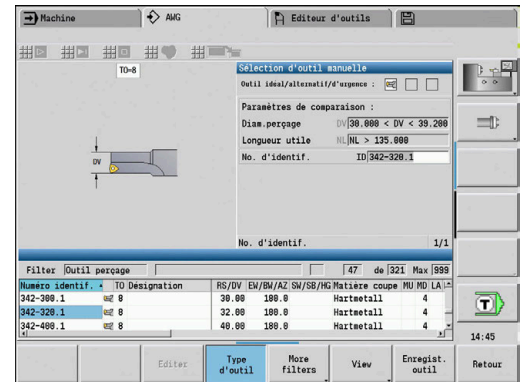 Machine
AWG
Editeur d'outils
TO=8
Sélection d'outil manuelle
Outil idéal/alternatif/d'urgence :
Paramètres de comparaison :
Diam.perçage DV 30.000 < DV < 39.200
Longueur utile NL NL > 135.000
No. d'identif. ID 342-320.1
DV
No. d'identif. 1/1
Filter Outil perçage 47 de 321 Max 999
Numéro identif. TO Désignation RS/DV EW/BW/AZ SW/SB/HG Matière coupe MU MD LA
342-300.1 8 30.00 180.0 Hartmetall 4
342-320.1 8 32.00 180.0 Hartmetall 4
342-400.1 8 40.00 180.0 Hartmetall 4
14:45
Editer
Type d'outil
More filters
View
Enregist. outil
Retour